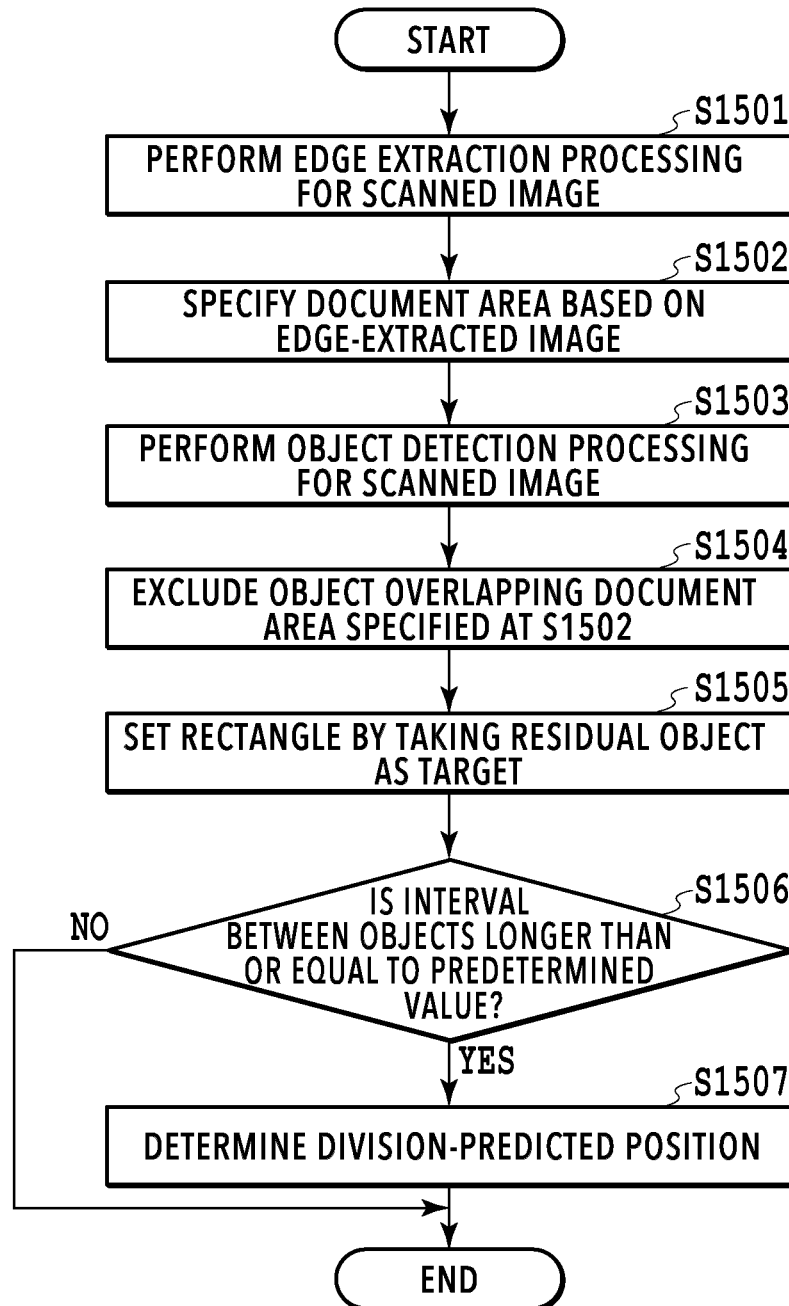 START
S1501
PERFORM EDGE EXTRACTION PROCESSING
FOR SCANNED IMAGE
S1502
SPECIFY DOCUMENT AREA BASED ON
EDGE-EXTRACTED IMAGE
S1503
PERFORM OBJECT DETECTION PROCESSING
FOR SCANNED IMAGE
S1504
EXCLUDE OBJECT OVERLAPPING DOCUMENT
AREA SPECIFIED AT S1502
S1505
SET RECTANGLE BY TAKING RESIDUAL OBJECT
AS TARGET
S1506
IS INTERVAL
BETWEEN OBJECTS LONGER THAN
OR EQUAL TO PREDETERMINED
VALUE?
NO
YES
S1507
DETERMINE DIVISION-PREDICTED POSITION
END